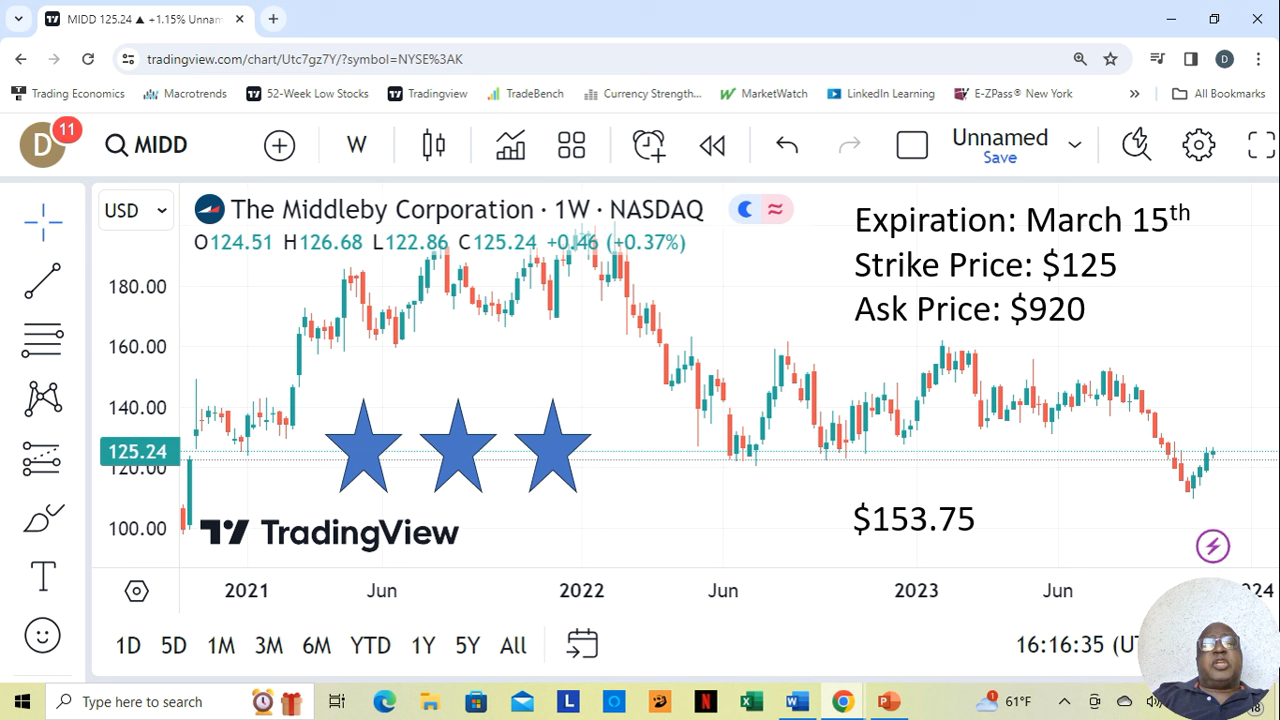 MIDD 125.24 ▲ +1.15% Unnam
tradingview.com/chart/Utc7gz7Y/?symbol=NYSE%3AK
D
Trading Economics
Macrotrends
52-Week Low Stocks
Tradingview
TradeBench
Currency Strength...
MarketWatch
LinkedIn Learning
E-ZPass® New York
All Bookmarks
D
11
MIDD
W
Unnamed
Save
USD
The Middleby Corporation · 1W · NASDAQ
O124.51 H126.68 L122.86 C125.24 +0.46 (+0.37%)
Expiration: March 15th
Strike Price: $125
Ask Price: $920
180.00
160.00
140.00
125.24
120.00
100.00
TradingView
$153.75
2021
Jun
2022
Jun
2023
Jun
24
1D 5D 1M 3M 6M YTD 1Y 5Y All
16:16:35 (UT
Type here to search
61°F
18